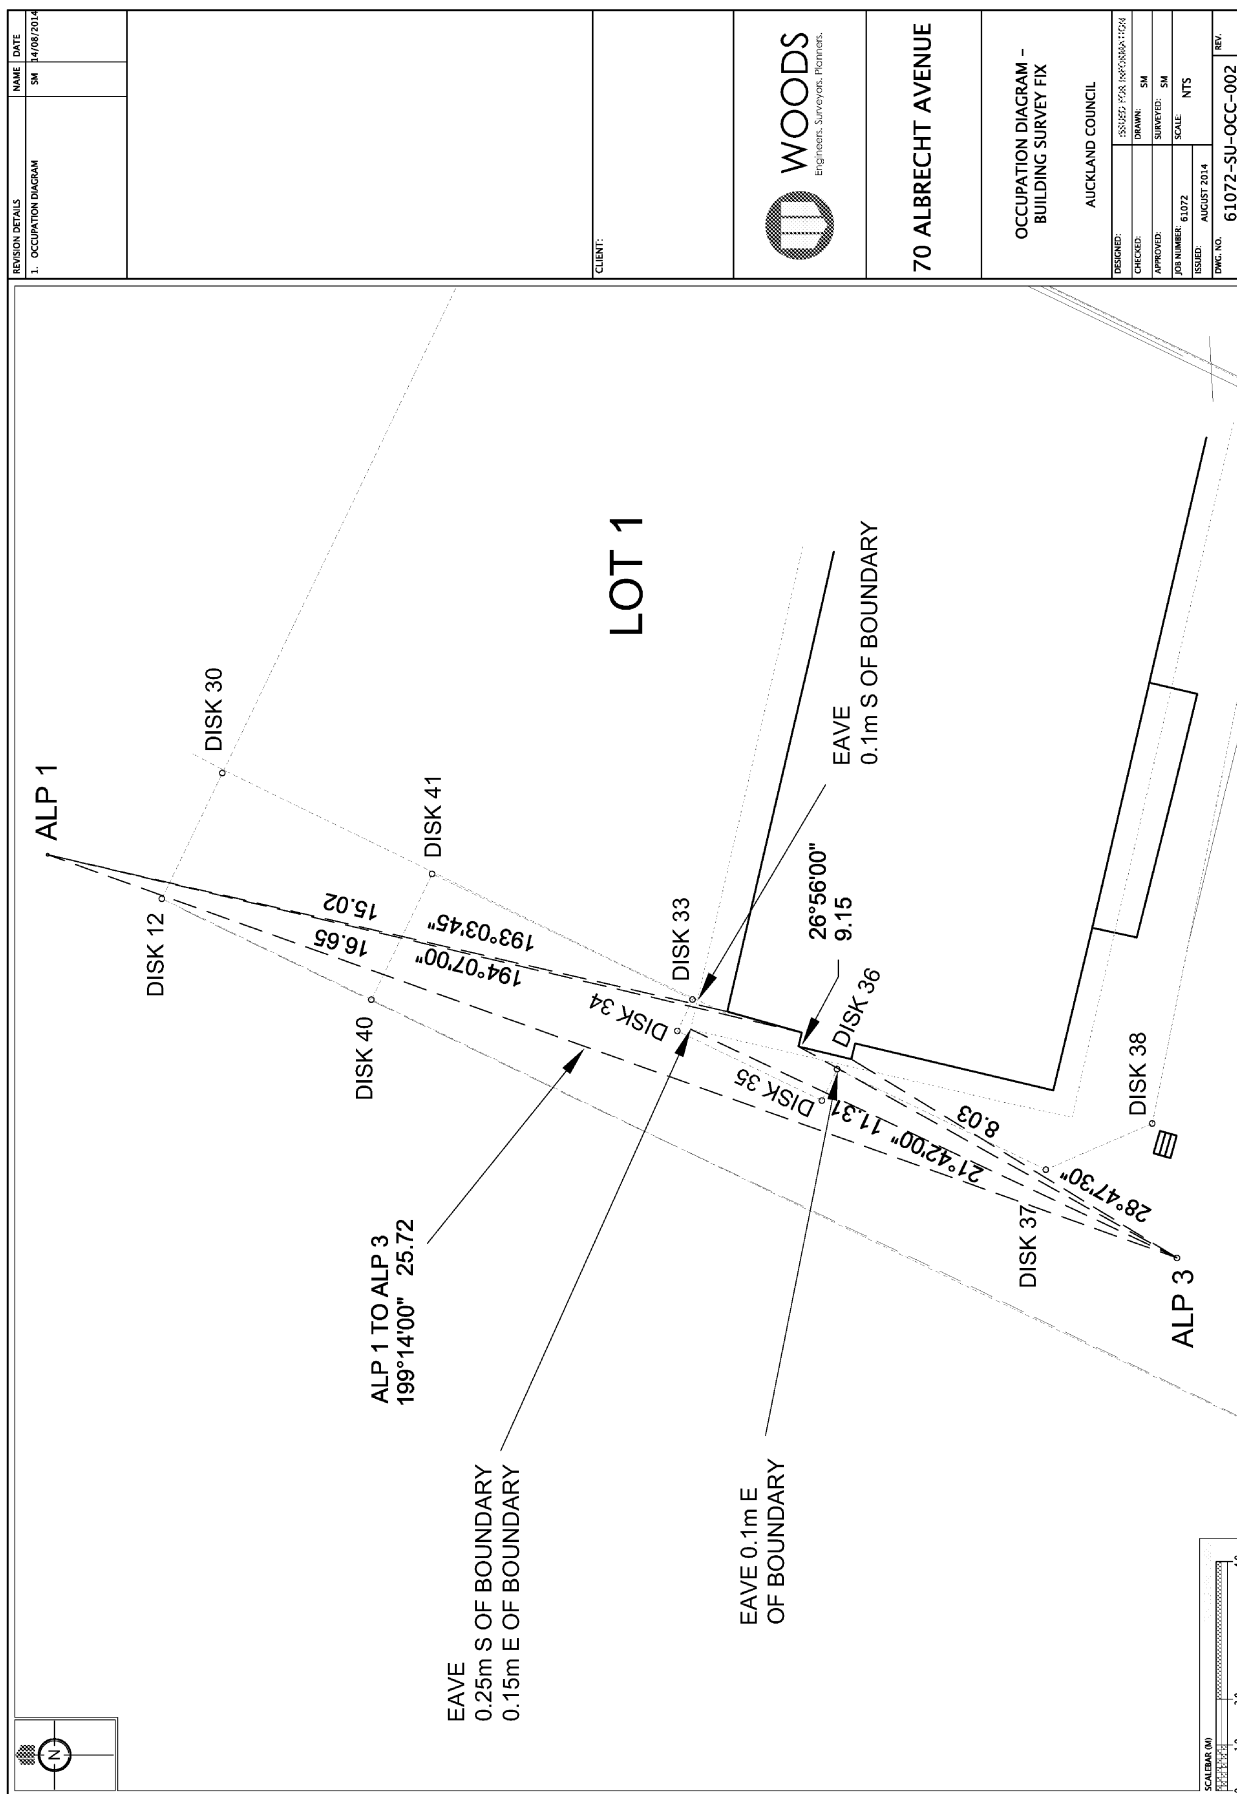 ALP 1
DISK 12
DISK 30
DISK 40
DISK 41
15.02
193°03'45"
16.65
194°07'00"
DISK 33
DISK 34
LOT 1
ALP 1 TO ALP 3
199°14'00" 25.72
EAVE
0.25m S OF BOUNDARY
0.15m E OF BOUNDARY
EAVE
0.1m S OF BOUNDARY
26°56'00"
9.15
DISK 35
DISK 36
EAVE 0.1m E
OF BOUNDARY
21°42'00" 11.31
8.03
28°47'30"
DISK 37
DISK 38
ALP 3
N
SCALEBAR (M)
REVISION DETAILS NAME DATE
1. OCCUPATION DIAGRAM SM 14/08/2014
CLIENT:
WOODS
Engineers. Surveyors. Planners.
70 ALBRECHT AVENUE
OCCUPATION DIAGRAM -
BUILDING SURVEY FIX
AUCKLAND COUNCIL
DESIGNED: ISSUED FOR INFORMATION
CHECKED: DRAWN: SM
APPROVED: SURVEYED: SM
JOB NUMBER: 61072 SCALE: NTS
ISSUED: AUGUST 2014
DWG. NO. 61072-SU-OCC-002 REV.